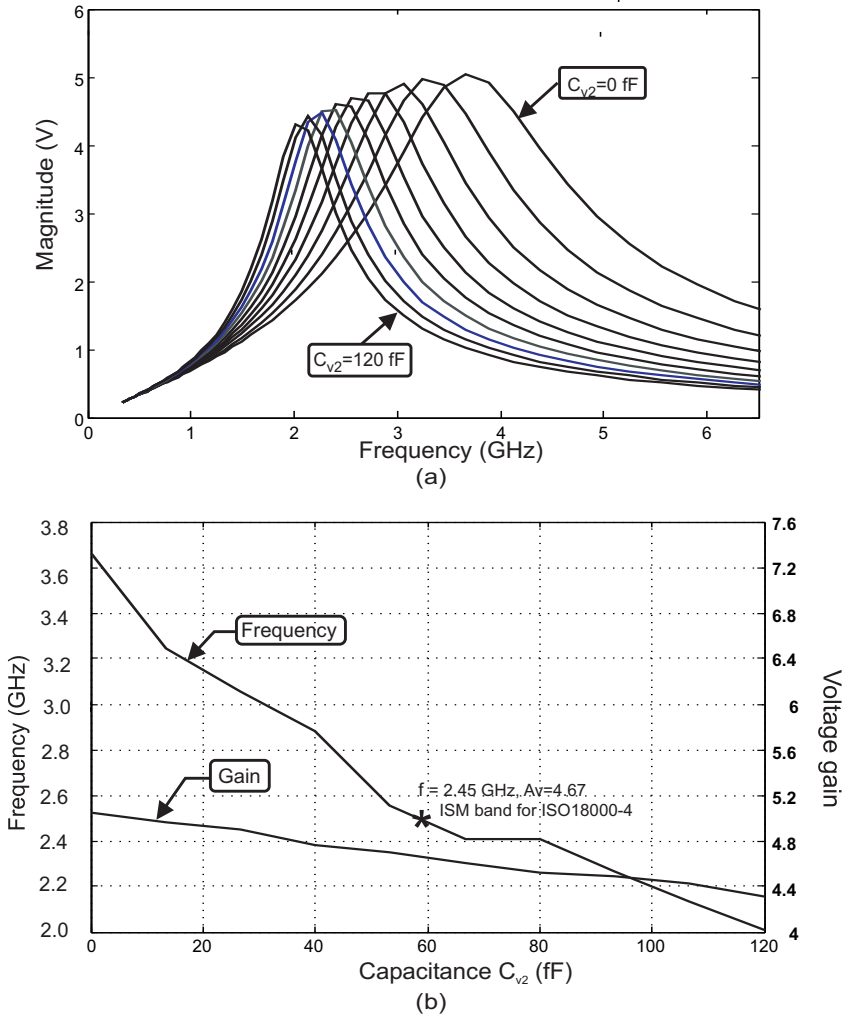 6
5
4
3
2
1
0
Magnitude (V)
C_v2=0 fF
C_v2=120 fF
0 1 2 3 4 5 6
Frequency (GHz)
(a)
3.8
3.6
3.4
3.2
3.0
2.8
2.6
2.4
2.2
2.0
Frequency (GHz)
7.6
7.2
6.8
6.4
6
5.6
5.2
4.8
4.4
4
Voltage gain
Frequency
Gain
f = 2.45 GHz, Av=4.67
ISM band for ISO18000-4
0 20 40 60 80 100 120
Capacitance C_v2 (fF)
(b)